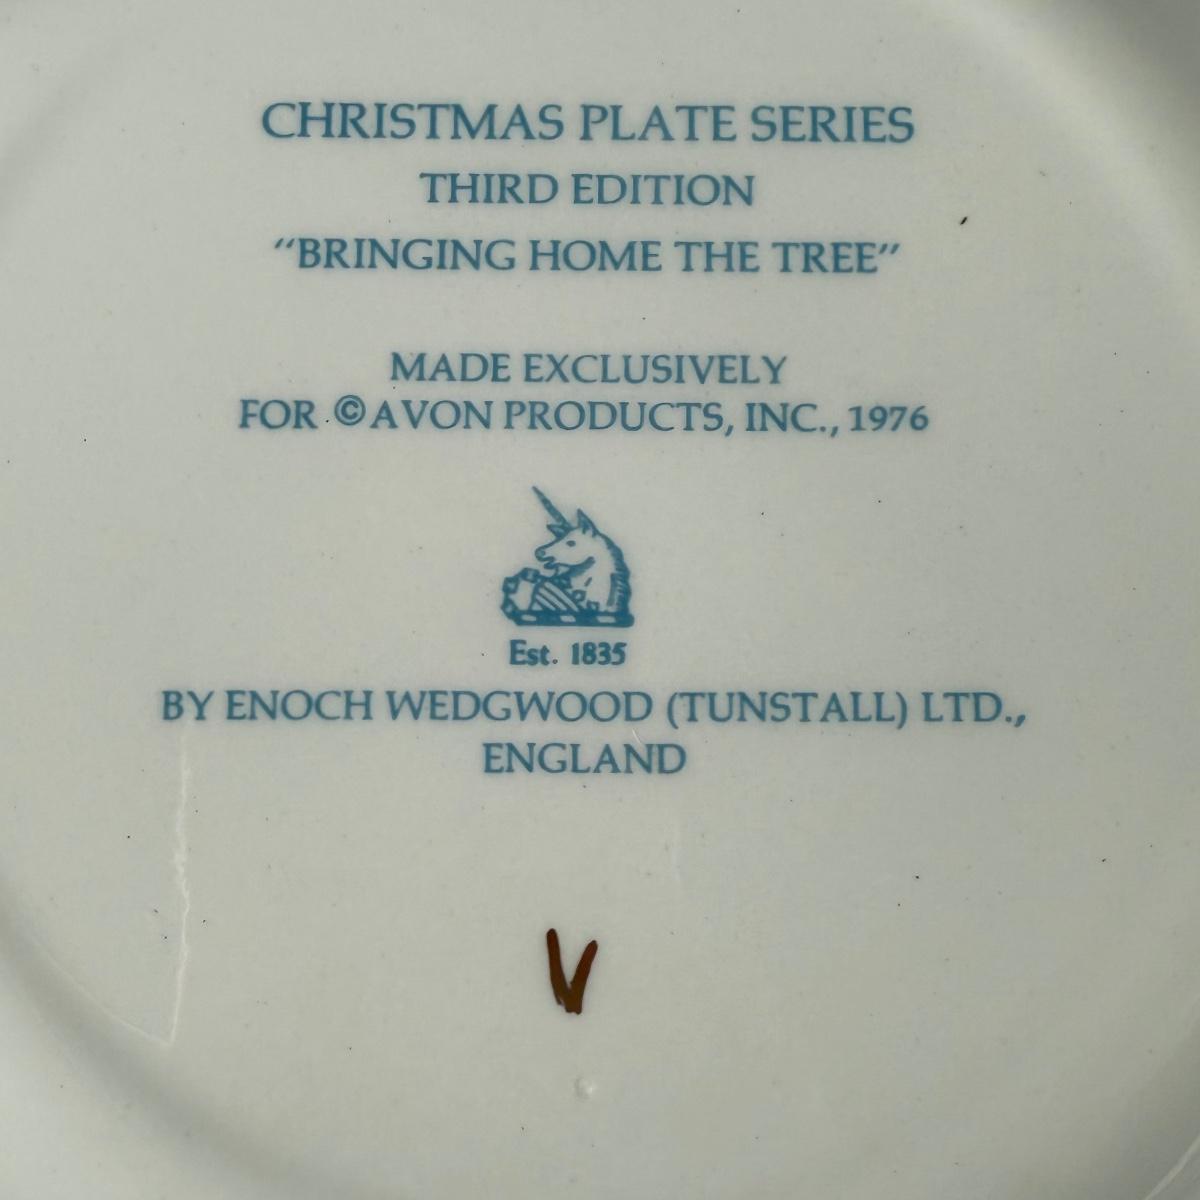 CHRISTMAS PLATE SERIES
THIRD EDITION
“BRINGING HOME THE TREE”
MADE EXCLUSIVELY
FOR ©AVON PRODUCTS, INC., 1976
Est. 1835
BY ENOCH WEDGWOOD (TUNSTALL) LTD.,
ENGLAND
V